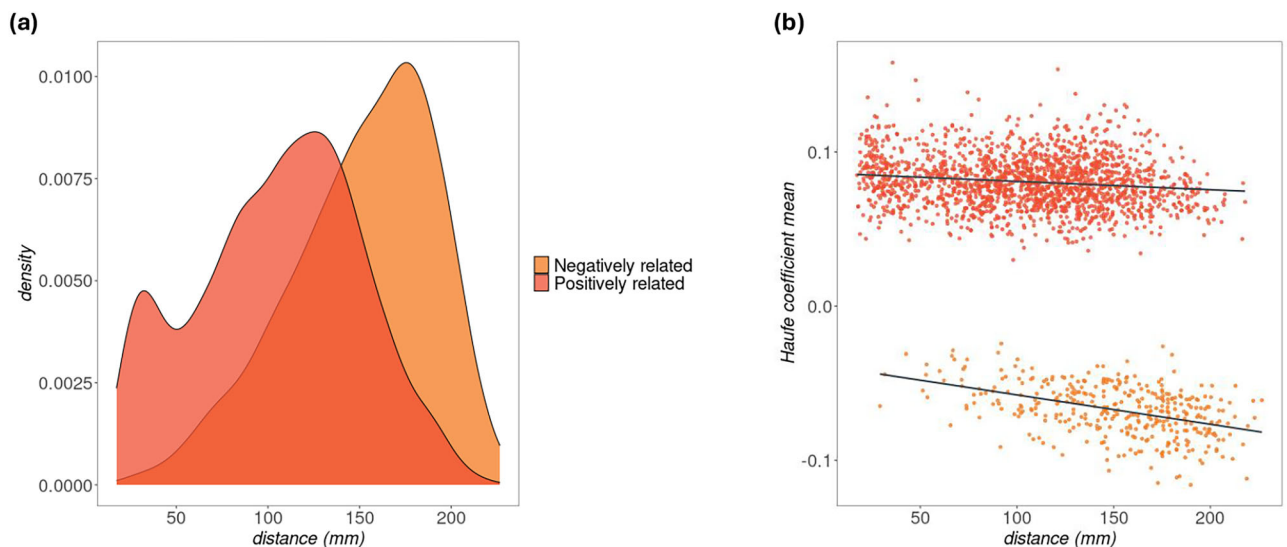 (a)
0.0100
0.0075
0.0050
0.0025
0.0000
density
50 100 150 200
distance (mm)
Negatively related
Positively related
(b)
0.1
0.0
-0.1
Haufe coefficient mean
50 100 150 200
distance (mm)